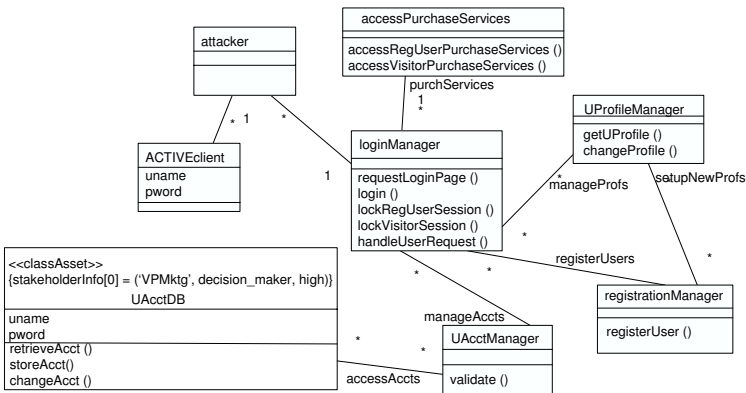 accessPurchaseServices
accessRegUserPurchaseServices ()
accessVisitorPurchaseServices ()
attacker
purchServices
1
*
* 1
*
UProfileManager
getUProfile ()
changeProfile ()
ACTIVEclient
uname
pword
loginManager
requestLoginPage ()
login ()
lockRegUserSession ()
lockVisitorSession ()
handleUserRequest ()
1
*
manageProfs
*
*
setupNewProfs
*
<<classAsset>>
{stakeholderInfo[0] = ('VPMktg', decision_maker, high)}
UAcctDB
uname
pword
retrieveAcct ()
storeAcct()
changeAcct ()
registerUsers
*
*
registrationManager
registerUser ()
manageAccts
*
*
accessAccts
UAcctManager
validate ()